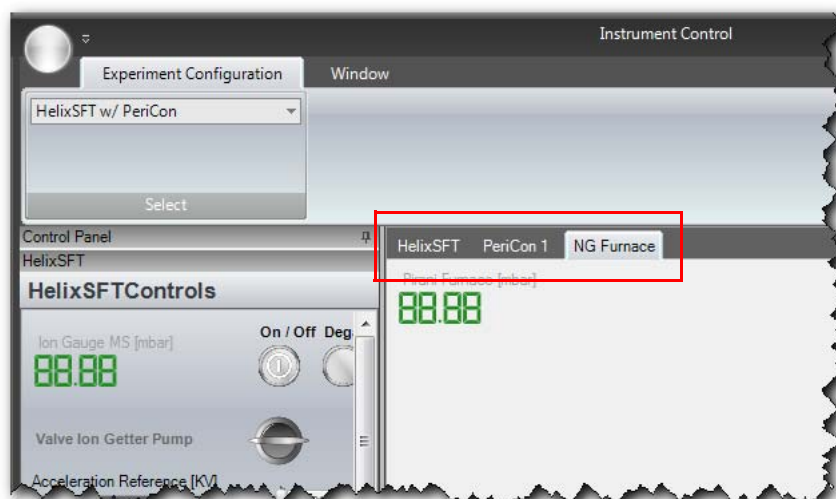 Instrument Control
Experiment Configuration Window
HelixSFT w/ PeriCon
Select
Control Panel
HelixSFT
HelixSFTControls
Ion Gauge MS [mbar]
On / Off Deg
88.88
Valve Ion Getter Pump
Acceleration Reference [KV]
HelixSFT PeriCon 1 NG Furnace
Pirani Furnace [mbar]
88.88